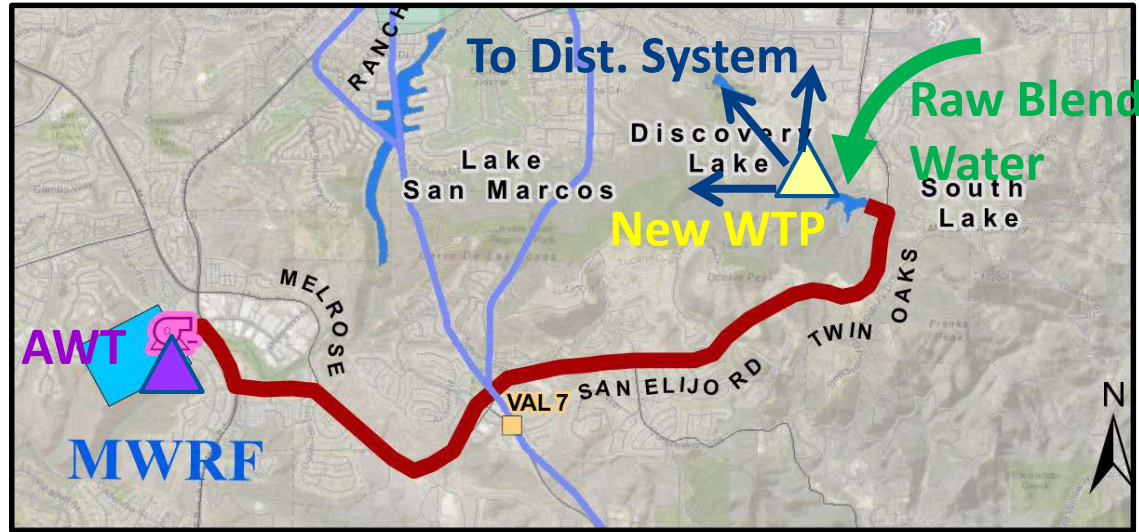 RANCH
To Dist. System
Raw Blend
Water
Discovery
Lake
Lake
San Marcos
South
Lake
New WTP
MELROSE
TWIN OAKS
AWT
SAN ELIJO RD
VAL 7
MWRF
N